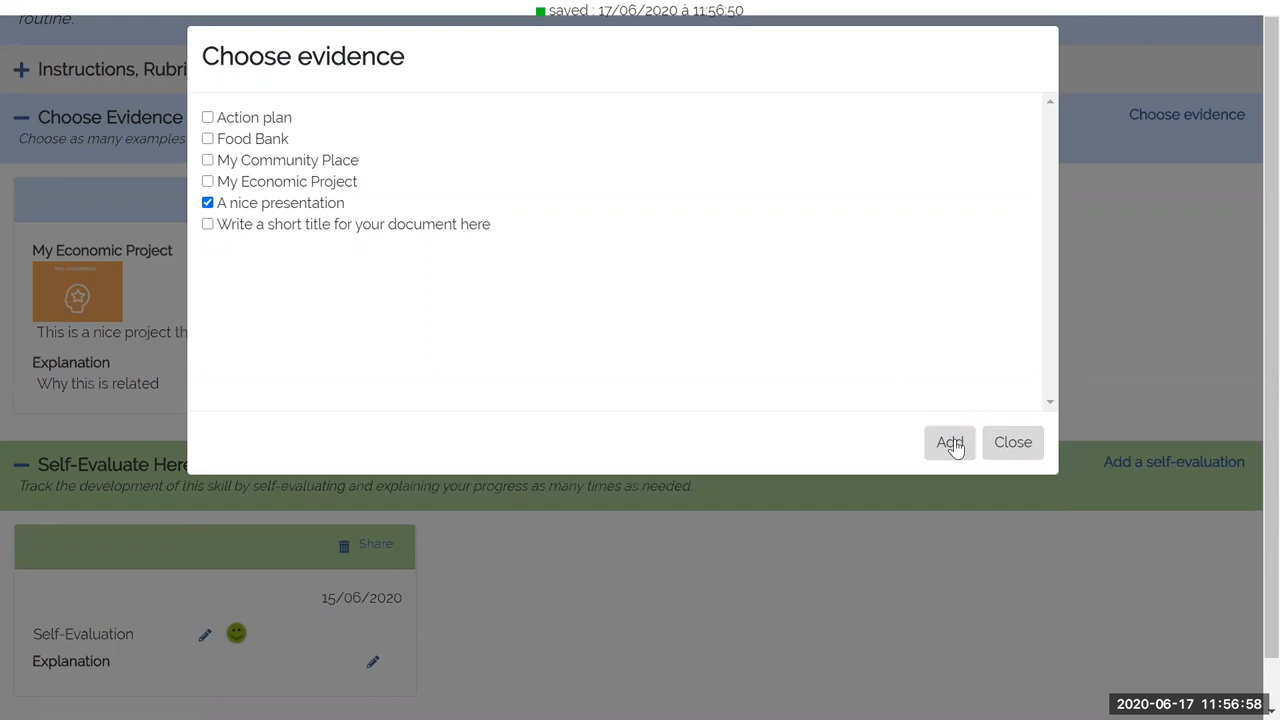 saved : 17/06/2020 à 11:56:50
routine.
Choose evidence
Instructions, Rubri
Choose Evidence
Choose as many examples
Choose evidence
Action plan
Food Bank
My Community Place
My Economic Project
A nice presentation
Write a short title for your document here
My Economic Project
This is a nice project th
Explanation
Why this is related
Add
Close
Self-Evaluate Here
Add a self-evaluation
Track the development of this skill by self-evaluating and explaining your progress as many times as needed.
Share
15/06/2020
Self-Evaluation
Explanation
2020-06-17 11:56:58